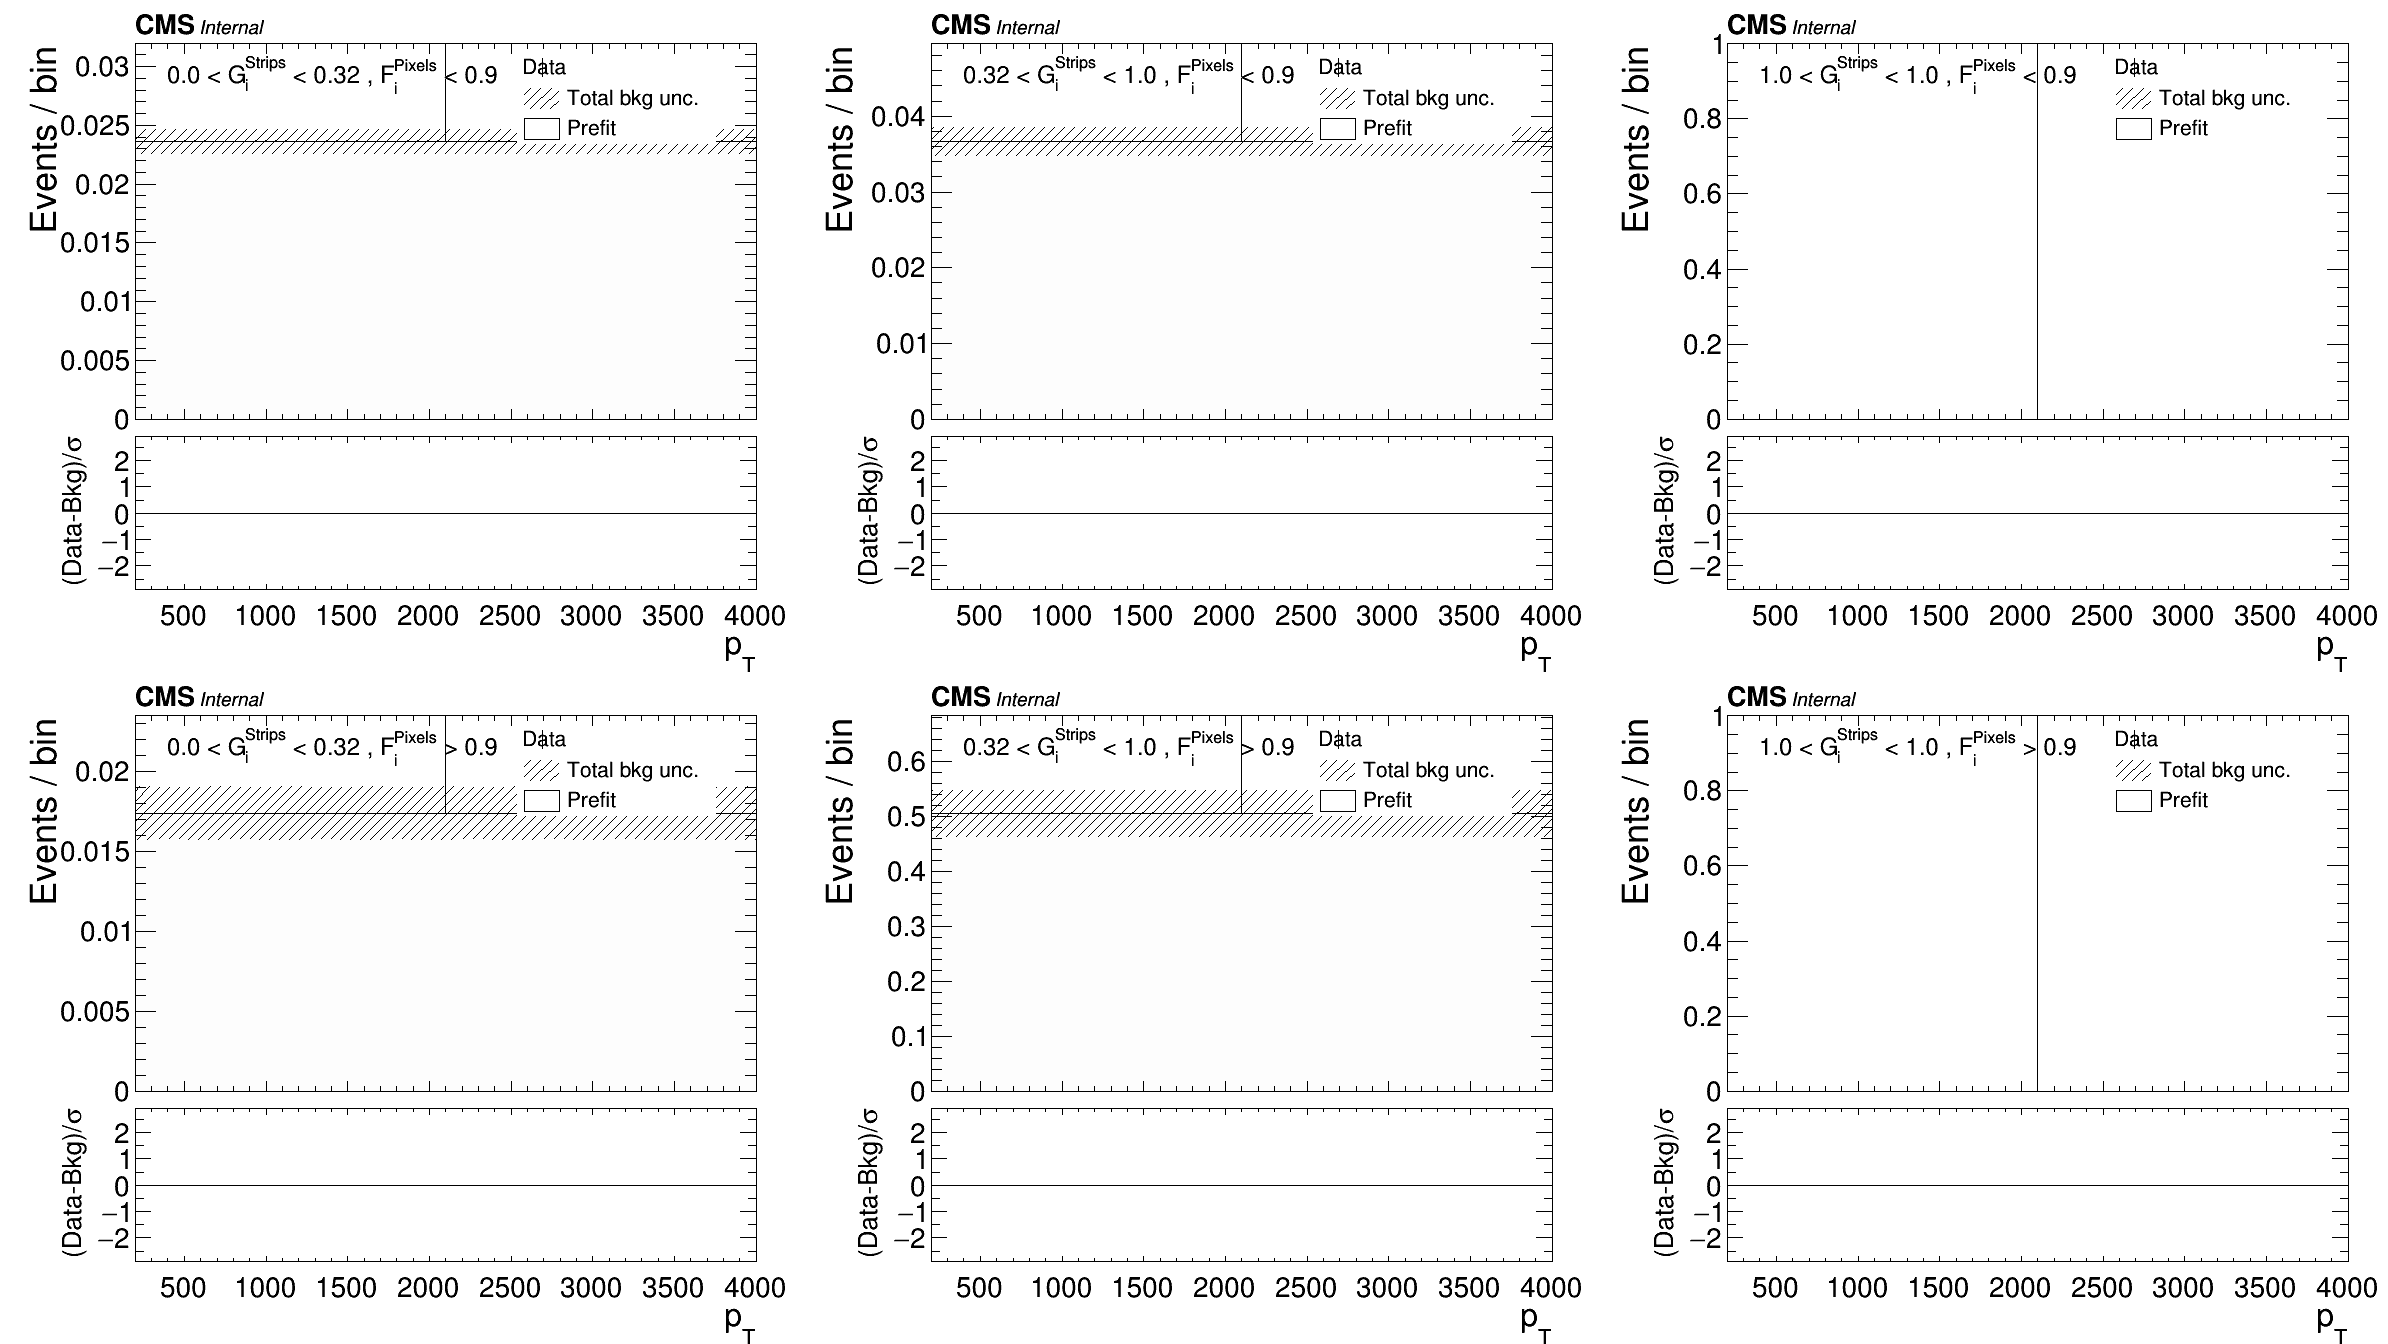 CMS Internal
Events / bin
0.0 < G_i^Strips < 0.32 , F_i^Pixels < 0.9
Data
Total bkg unc.
Prefit
0.03
0.025
0.02
0.015
0.01
0.005
0
(Data-Bkg)/σ
2
1
0
−1
−2
500 1000 1500 2000 2500 3000 3500 4000
p_T
CMS Internal
Events / bin
0.32 < G_i^Strips < 1.0 , F_i^Pixels < 0.9
Data
Total bkg unc.
Prefit
0.04
0.03
0.02
0.01
0
(Data-Bkg)/σ
2
1
0
−1
−2
500 1000 1500 2000 2500 3000 3500 4000
p_T
CMS Internal
Events / bin
1.0 < G_i^Strips < 1.0 , F_i^Pixels < 0.9
Data
Total bkg unc.
Prefit
1
0.8
0.6
0.4
0.2
0
(Data-Bkg)/σ
2
1
0
−1
−2
500 1000 1500 2000 2500 3000 3500 4000
p_T
CMS Internal
Events / bin
0.0 < G_i^Strips < 0.32 , F_i^Pixels > 0.9
Data
Total bkg unc.
Prefit
0.02
0.015
0.01
0.005
0
(Data-Bkg)/σ
2
1
0
−1
−2
500 1000 1500 2000 2500 3000 3500 4000
p_T
CMS Internal
Events / bin
0.32 < G_i^Strips < 1.0 , F_i^Pixels > 0.9
Data
Total bkg unc.
Prefit
0.6
0.5
0.4
0.3
0.2
0.1
0
(Data-Bkg)/σ
2
1
0
−1
−2
500 1000 1500 2000 2500 3000 3500 4000
p_T
CMS Internal
Events / bin
1.0 < G_i^Strips < 1.0 , F_i^Pixels > 0.9
Data
Total bkg unc.
Prefit
1
0.8
0.6
0.4
0.2
0
(Data-Bkg)/σ
2
1
0
−1
−2
500 1000 1500 2000 2500 3000 3500 4000
p_T